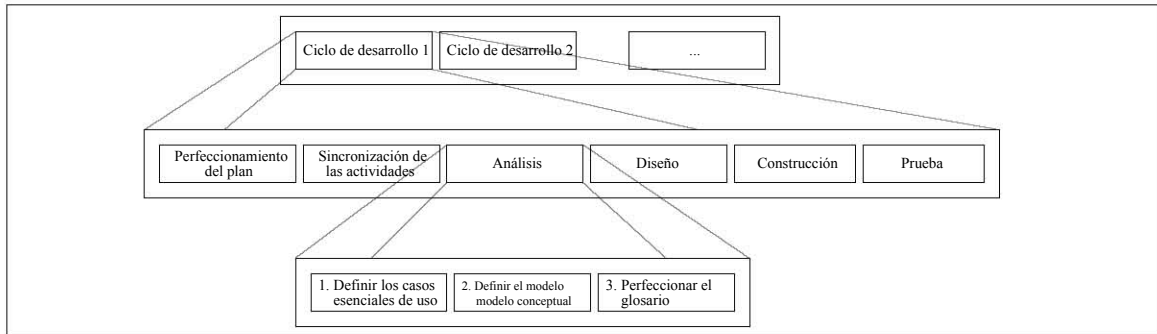 Ciclo de desarrollo 1
Ciclo de desarrollo 2
...
Perfeccionamiento
del plan
Sincronización de
las actividades
Análisis
Diseño
Construcción
Prueba
1. Definir los casos
esenciales de uso
2. Definir el modelo
modelo conceptual
3. Perfeccionar el
glosario